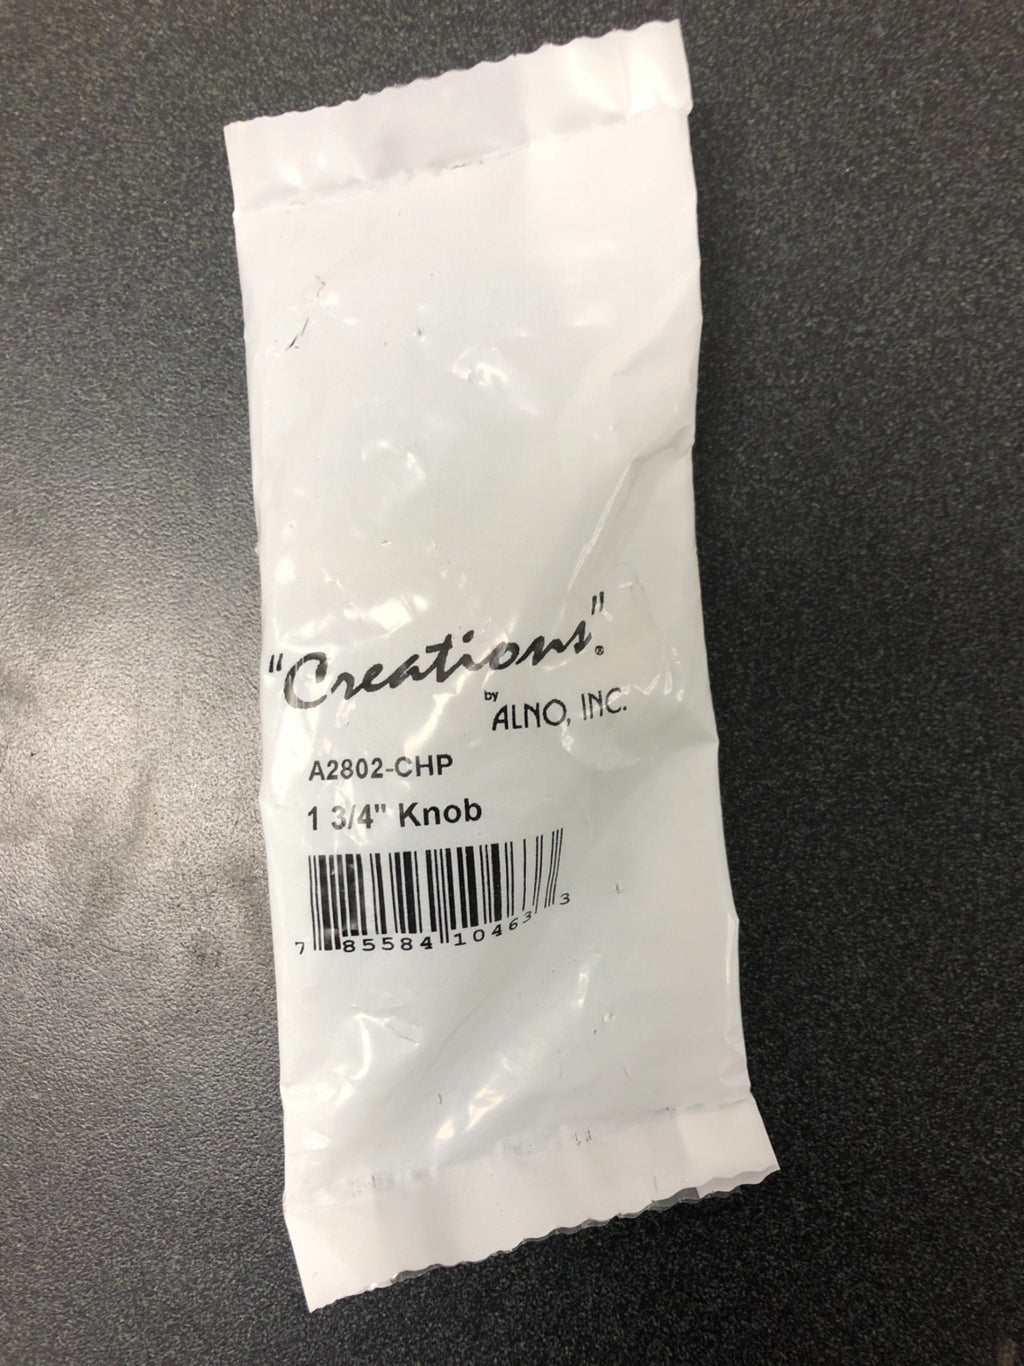 "Creations"®
by
ALNO, INC.
A2802-CHP
1 3/4" Knob
7 85584 10463 3